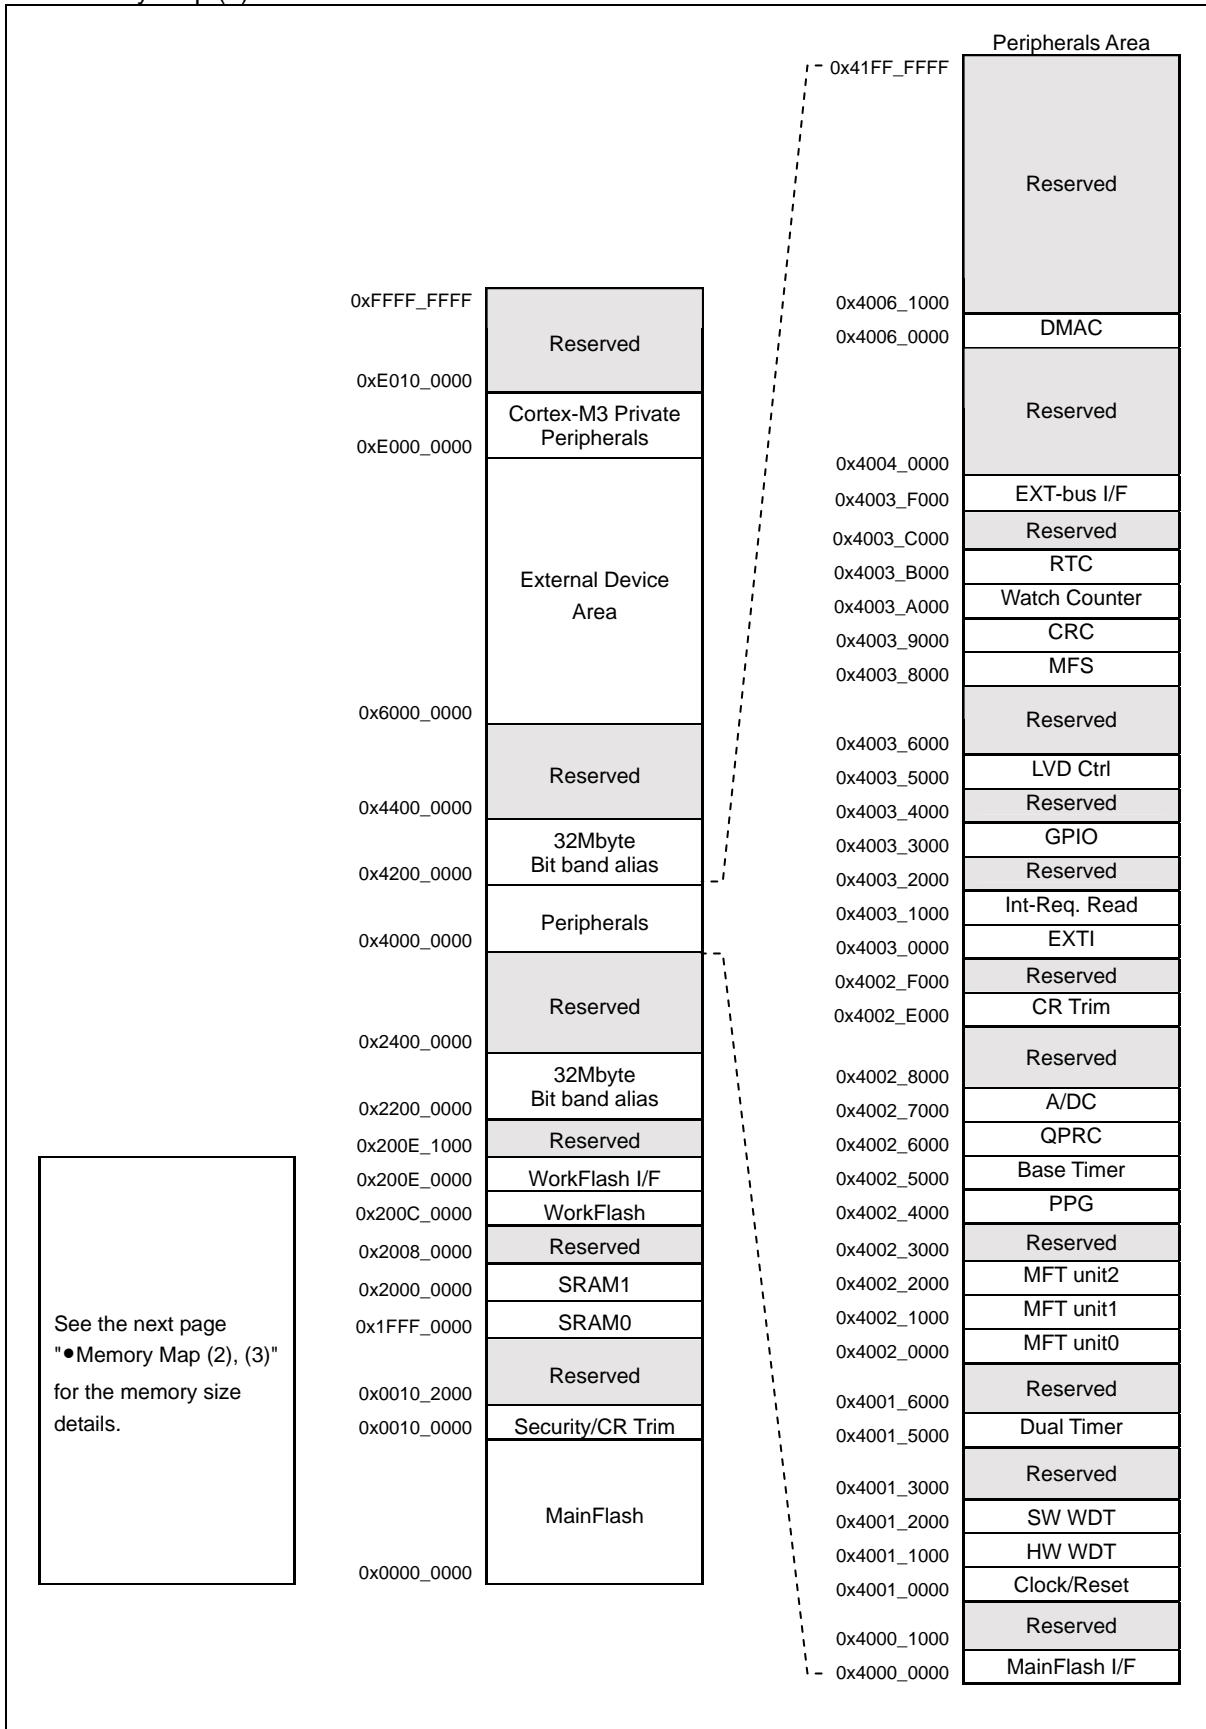 Peripherals Area
0x41FF_FFFF
Reserved
0x4006_1000
DMAC
0x4006_0000
Reserved
0x4004_0000
EXT-bus I/F
0x4003_F000
Reserved
0x4003_C000
RTC
0x4003_B000
Watch Counter
0x4003_A000
CRC
0x4003_9000
MFS
0x4003_8000
Reserved
0x4003_6000
LVD Ctrl
0x4003_5000
Reserved
0x4003_4000
GPIO
0x4003_3000
Reserved
0x4003_2000
Int-Req. Read
0x4003_1000
EXTI
0x4003_0000
Reserved
0x4002_F000
CR Trim
0x4002_E000
Reserved
0x4002_8000
A/DC
0x4002_7000
QPRC
0x4002_6000
Base Timer
0x4002_5000
PPG
0x4002_4000
Reserved
0x4002_3000
MFT unit2
0x4002_2000
MFT unit1
0x4002_1000
MFT unit0
0x4002_0000
Reserved
0x4001_6000
Dual Timer
0x4001_5000
Reserved
0x4001_3000
SW WDT
0x4001_2000
HW WDT
0x4001_1000
Clock/Reset
0x4001_0000
Reserved
0x4000_1000
MainFlash I/F
0x4000_0000
0xFFFF_FFFF
Reserved
0xE010_0000
Cortex-M3 Private
Peripherals
0xE000_0000
External Device
Area
0x6000_0000
Reserved
0x4400_0000
32Mbyte
Bit band alias
0x4200_0000
Peripherals
0x4000_0000
Reserved
0x2400_0000
32Mbyte
Bit band alias
0x2200_0000
Reserved
0x200E_1000
WorkFlash I/F
0x200E_0000
WorkFlash
0x200C_0000
Reserved
0x2008_0000
SRAM1
0x2000_0000
SRAM0
0x1FFF_0000
Reserved
0x0010_2000
Security/CR Trim
0x0010_0000
MainFlash
0x0000_0000
See the next page
"●Memory Map (2), (3)"
for the memory size
details.